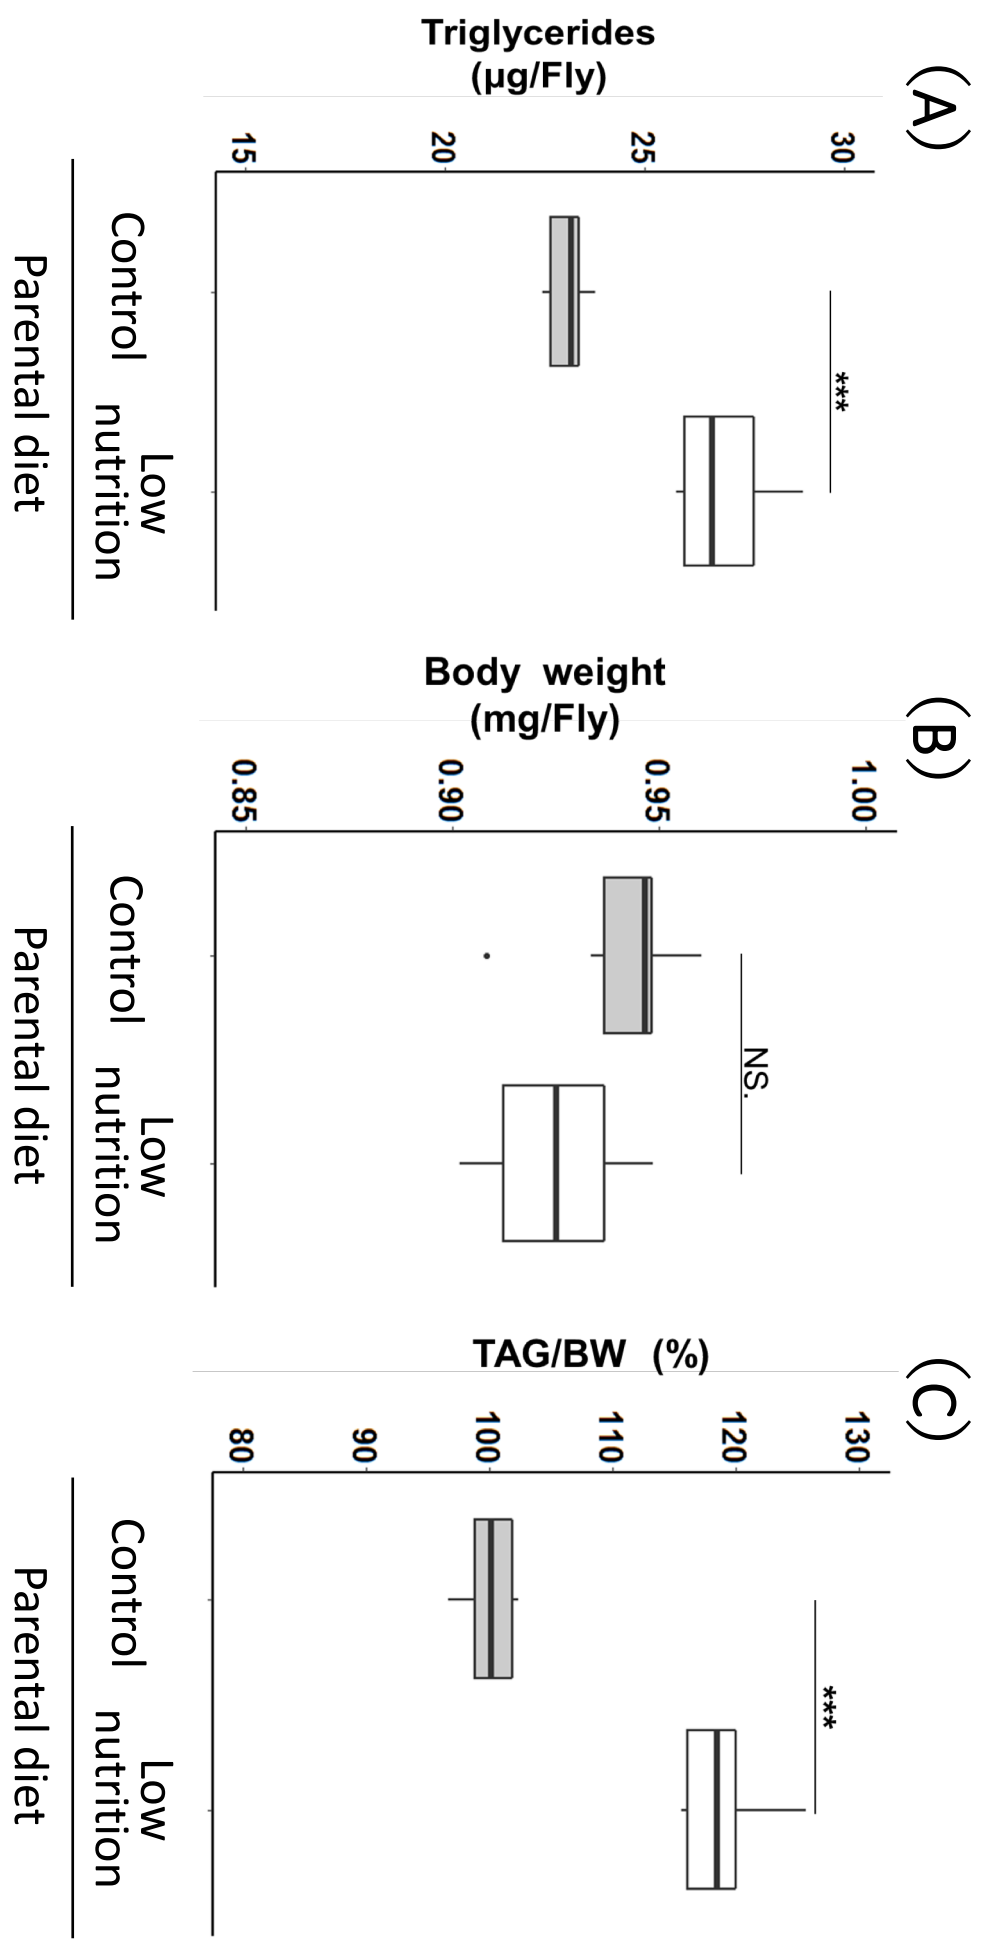 (A)
Triglycerides
(μg/Fly)
30
25
20
15
***
Control
Low
nutrition
Parental diet
(B)
Body weight
(mg/Fly)
1.00
0.95
0.90
0.85
NS.
Control
Low
nutrition
Parental diet
(C)
TAG/BW (%)
130
120
110
100
90
80
***
Control
Low
nutrition
Parental diet